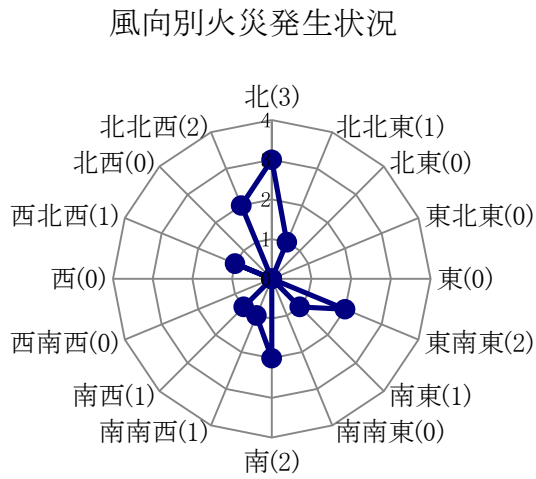 風向別火災発生状況
北(3)
北北西(2)
北北東(1)
北西(0)
北東(0)
西北西(1)
東北東(0)
西(0)
東(0)
西南西(0)
東南東(2)
南西(1)
南東(1)
南南西(1)
南南東(0)
南(2)
4
3
2
1
0